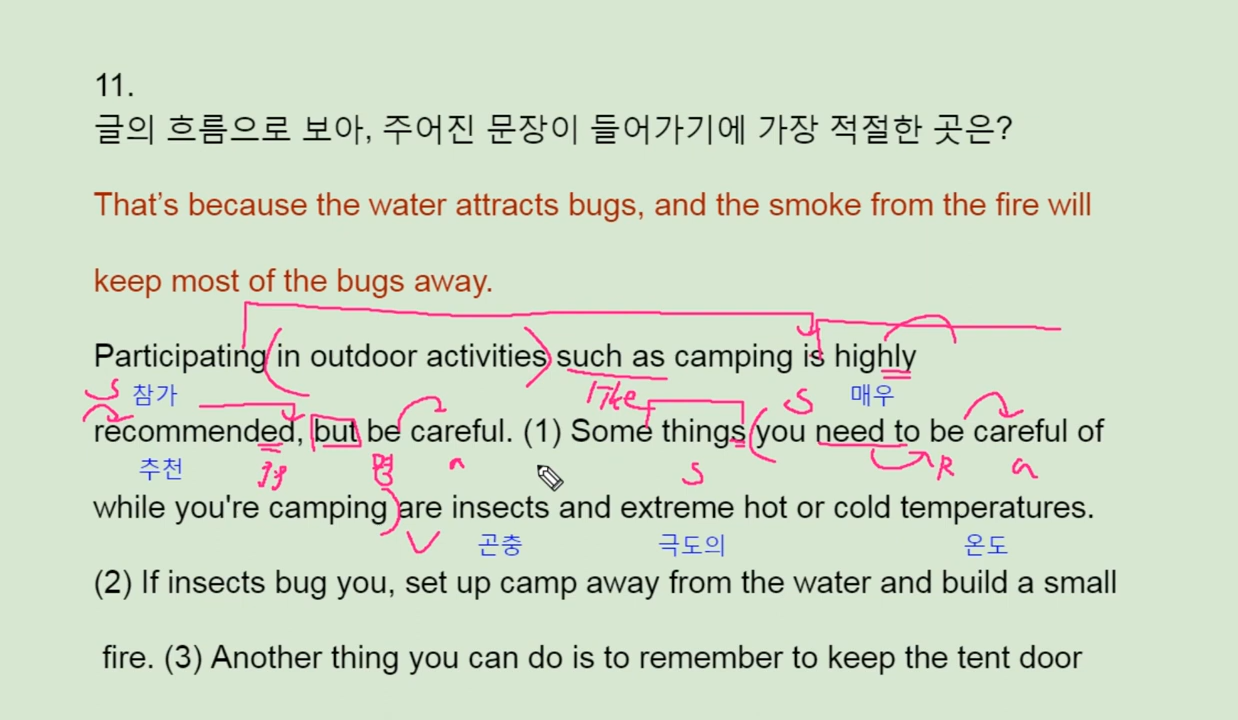 11.
글의 흐름으로 보아, 주어진 문장이 들어가기에 가장 적절한 곳은?
That's because the water attracts bugs, and the smoke from the fire will
keep most of the bugs away.
Participating in outdoor activities such as camping is highly
S 참가 like S 매우
recommended, but be careful. (1) Some things you need to be careful of
추천 명 a S R a
while you're camping are insects and extreme hot or cold temperatures.
V 곤충 극도의 온도
(2) If insects bug you, set up camp away from the water and build a small
fire. (3) Another thing you can do is to remember to keep the tent door